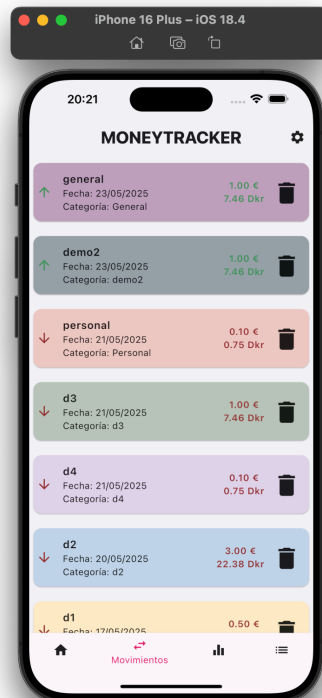 iPhone 16 Plus – iOS 18.4
20:21
MONEYTRACKER
general
Fecha: 23/05/2025
Categoría: General
1.00 €
7.46 Dkr
demo2
Fecha: 23/05/2025
Categoría: demo2
1.00 €
7.46 Dkr
personal
Fecha: 21/05/2025
Categoría: Personal
0.10 €
0.75 Dkr
d3
Fecha: 21/05/2025
Categoría: d3
1.00 €
7.46 Dkr
d4
Fecha: 21/05/2025
Categoría: d4
0.10 €
0.75 Dkr
d2
Fecha: 20/05/2025
Categoría: d2
3.00 €
22.38 Dkr
d1
Fecha: 17/05/2025
0.50 €
Movimientos